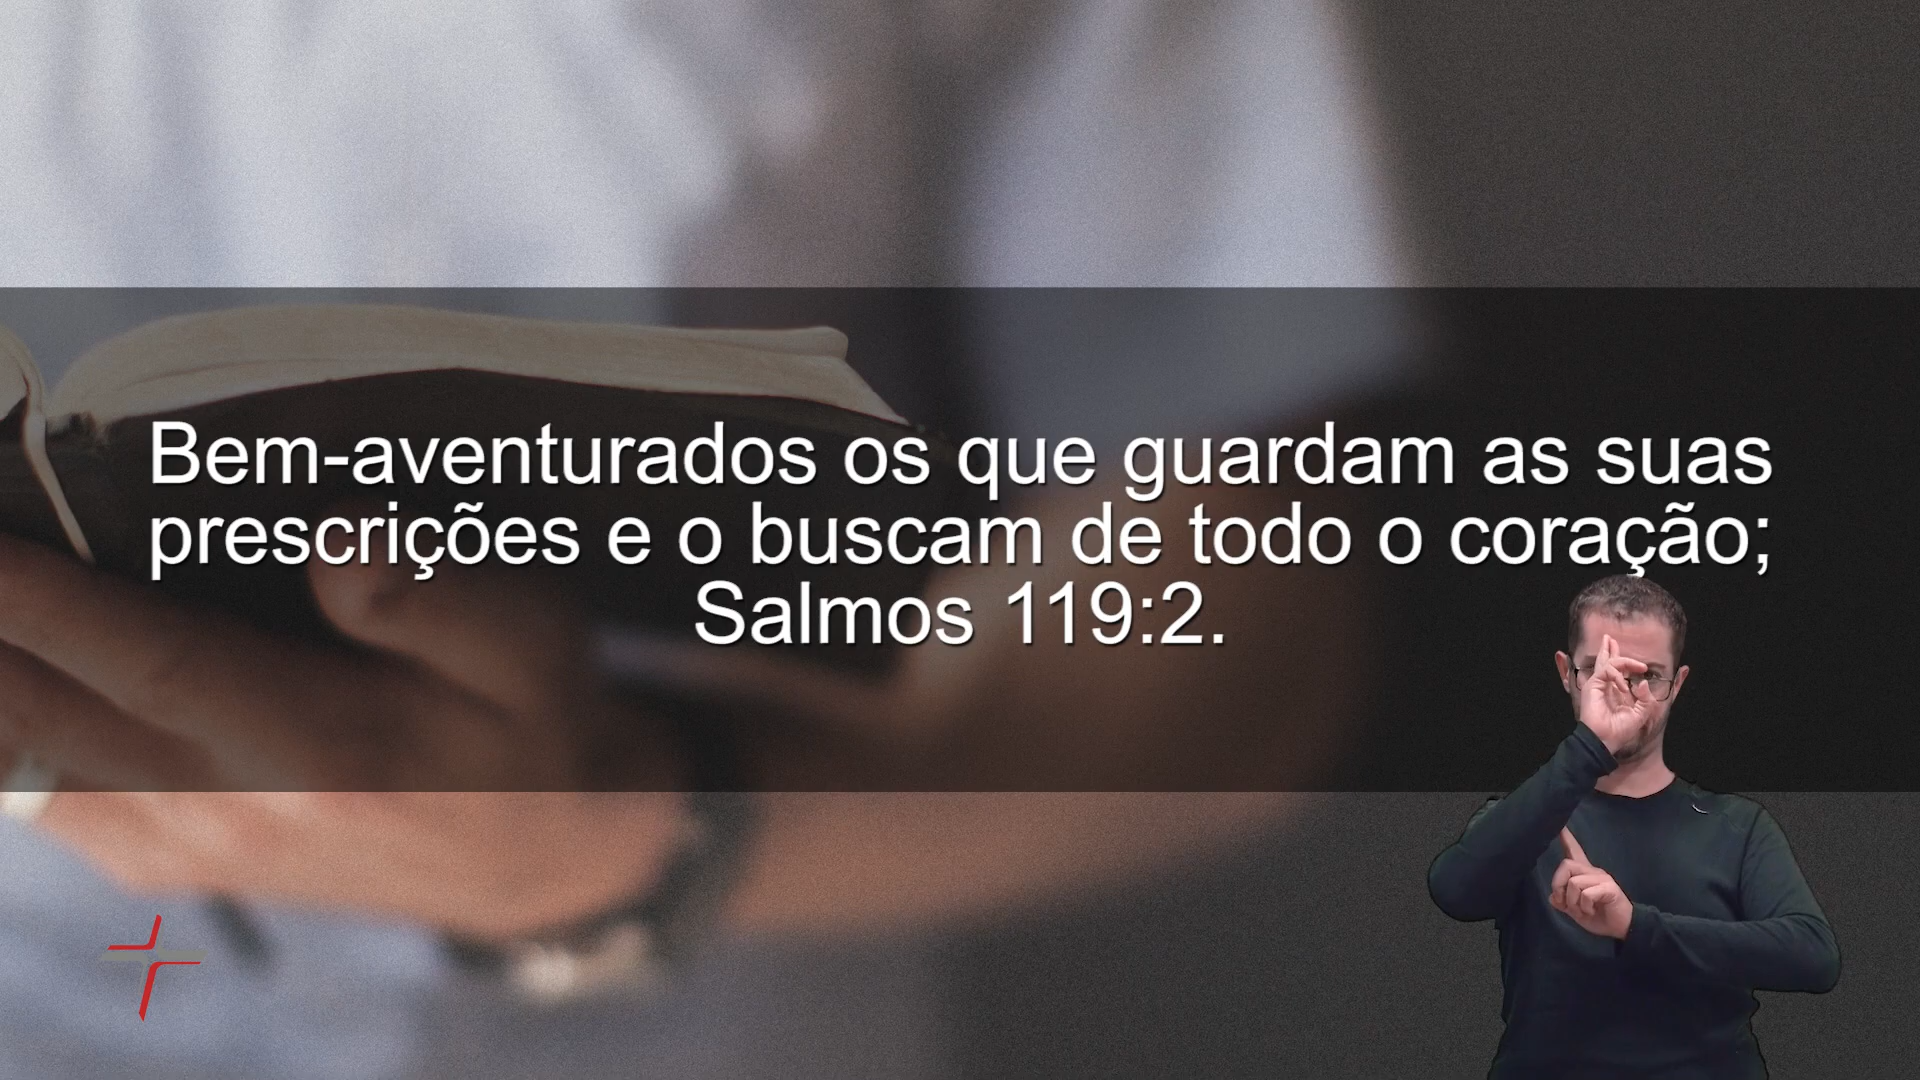 Bem-aventurados os que guardam as suas
prescrições e o buscam de todo o coração;
Salmos 119:2.